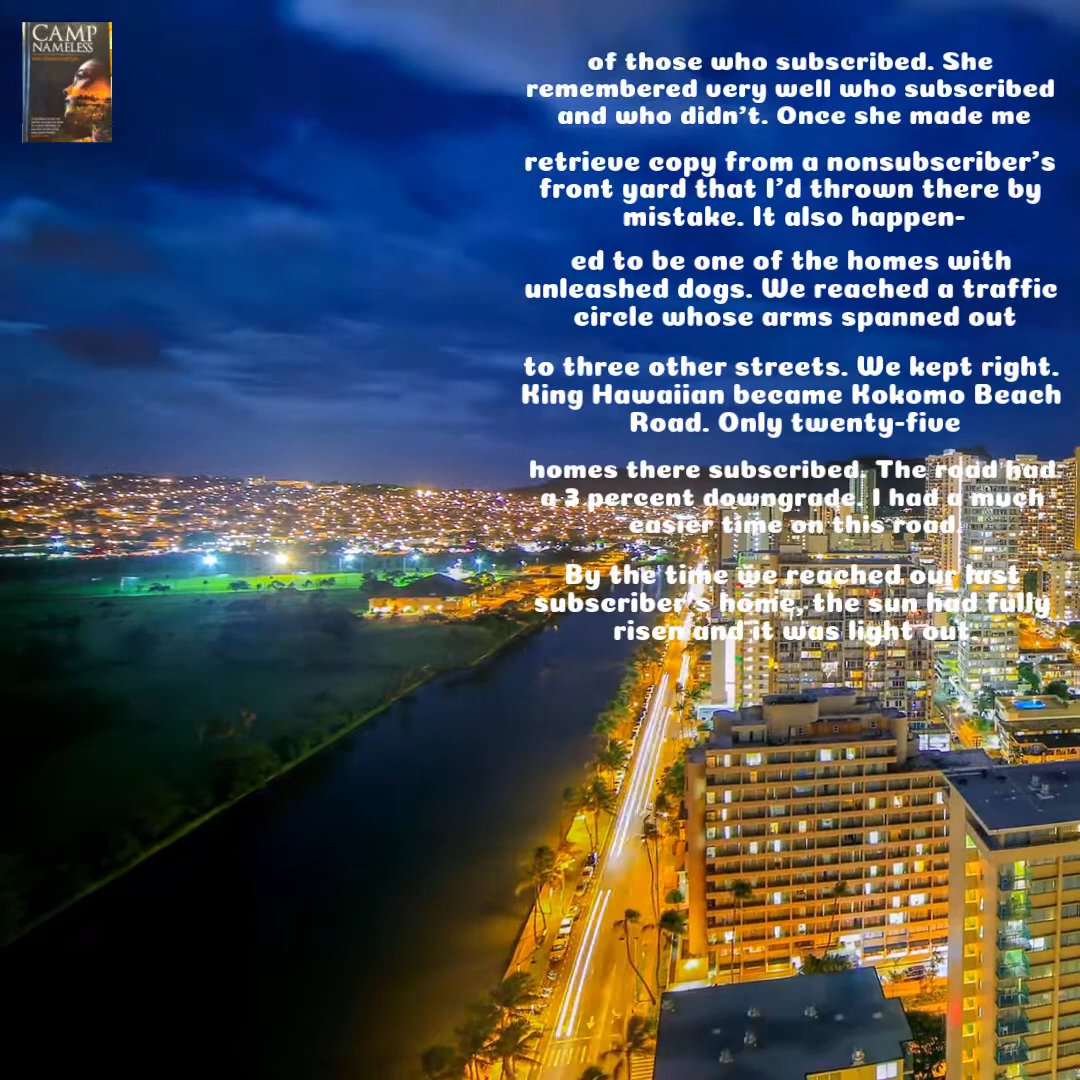 CAMP
NAMELESS
of those who subscribed. She
remembered very well who subscribed
and who didn't. Once she made me
retrieve copy from a nonsubscriber's
front yard that I'd thrown there by
mistake. It also happen-
ed to be one of the homes with
unleashed dogs. We reached a traffic
circle whose arms spanned out
to three other streets. We kept right.
King Hawaiian became Kokomo Beach
Road. Only twenty-five
homes there subscribed. The road had
a 3 percent downgrade. I had a much
easier time on this road.
By the time we reached our last
subscriber's home, the sun had fully
risen and it was light out.